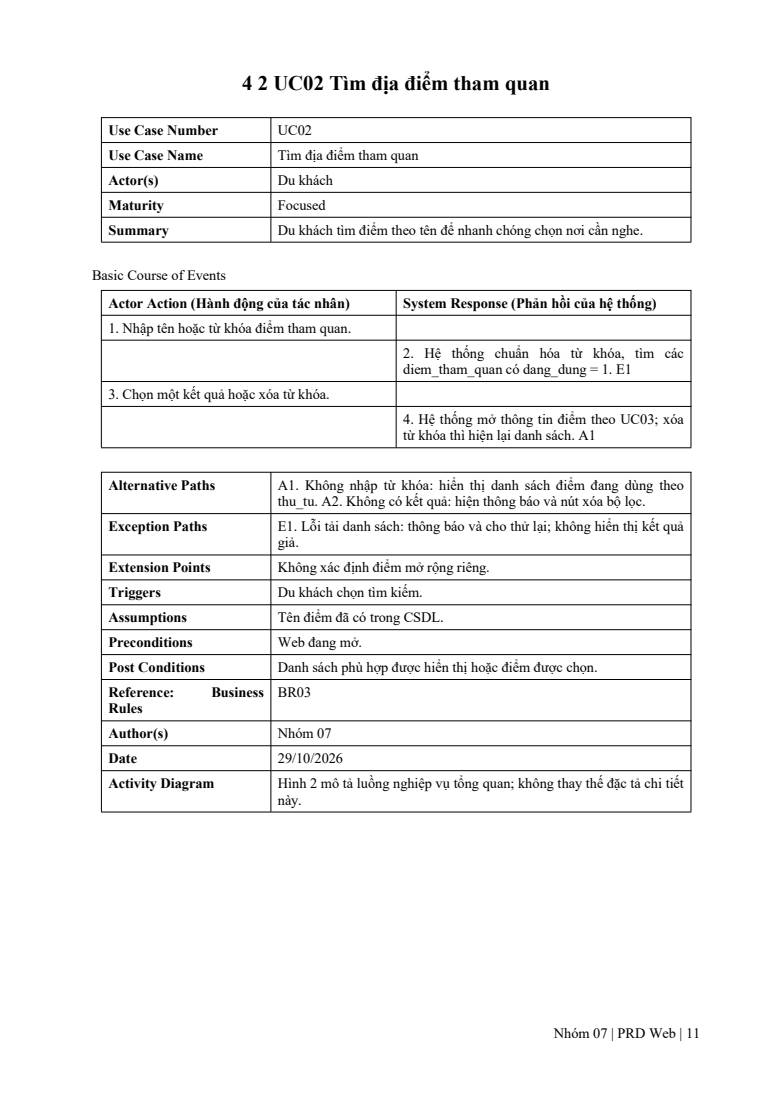 4 2 UC02 Tìm địa điểm tham quan
Use Case Number UC02
Use Case Name Tìm địa điểm tham quan
Actor(s) Du khách
Maturity Focused
Summary Du khách tìm điểm theo tên để nhanh chóng chọn nơi cần nghe.
Basic Course of Events
Actor Action (Hành động của tác nhân) System Response (Phản hồi của hệ thống)
1. Nhập tên hoặc từ khóa điểm tham quan.
2. Hệ thống chuẩn hóa từ khóa, tìm các
diem_tham_quan có dang_dung = 1. E1
3. Chọn một kết quả hoặc xóa từ khóa.
4. Hệ thống mở thông tin điểm theo UC03; xóa
từ khóa thì hiện lại danh sách. A1
Alternative Paths A1. Không nhập từ khóa: hiển thị danh sách điểm đang dùng theo
thu_tu. A2. Không có kết quả: hiện thông báo và nút xóa bộ lọc.
Exception Paths E1. Lỗi tải danh sách: thông báo và cho thử lại; không hiển thị kết quả
giả.
Extension Points Không xác định điểm mở rộng riêng.
Triggers Du khách chọn tìm kiếm.
Assumptions Tên điểm đã có trong CSDL.
Preconditions Web đang mở.
Post Conditions Danh sách phù hợp được hiển thị hoặc điểm được chọn.
Reference: Business BR03
Rules
Author(s) Nhóm 07
Date 29/10/2026
Activity Diagram Hình 2 mô tả luồng nghiệp vụ tổng quan; không thay thế đặc tả chi tiết
này.
Nhóm 07 | PRD Web | 11